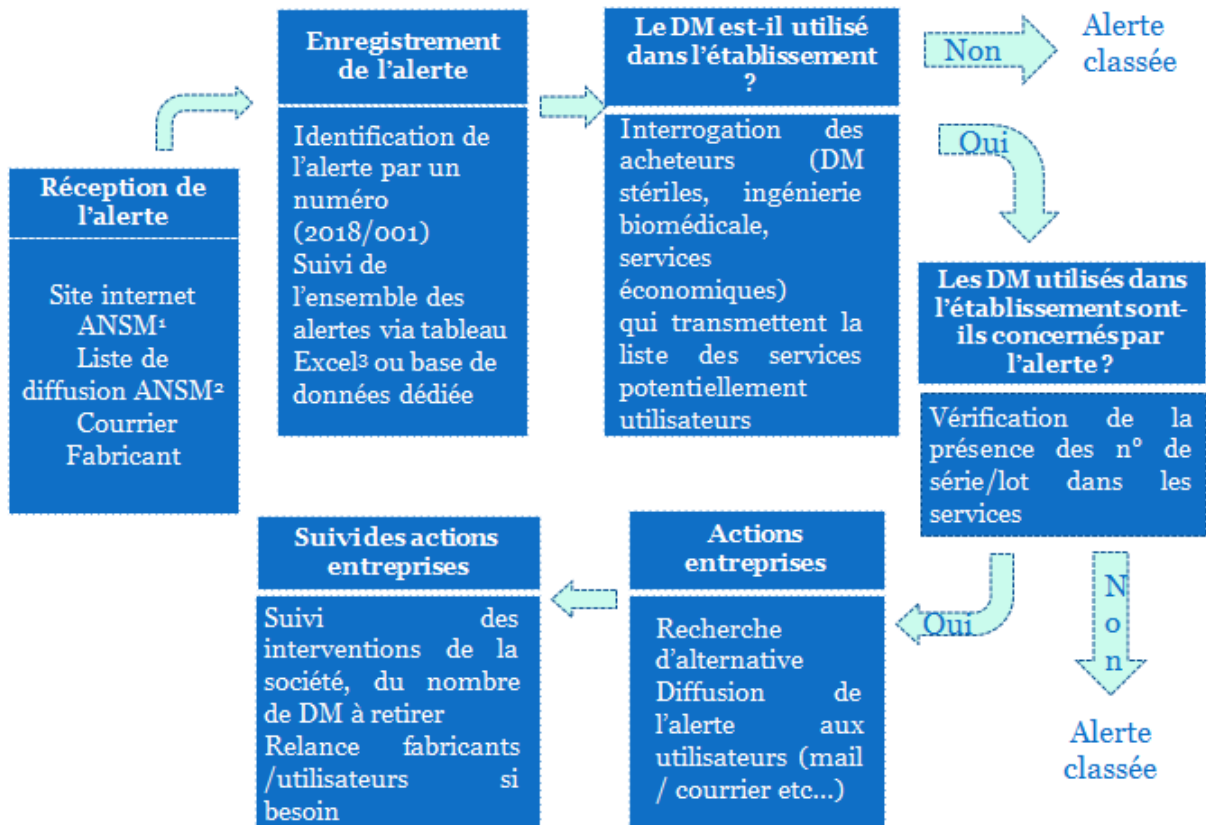 Réception de
l'alerte
Site internet
ANSM¹
Liste de
diffusion ANSM²
Courrier
Fabricant
Enregistrement
de l'alerte
Identification de
l'alerte par un
numéro
(2018/001)
Suivi de
l'ensemble des
alertes via tableau
Excel³ ou base de
données dédiée
Le DM est-il utilisé
dans l'établissement
?
Interrogation des
acheteurs (DM
stériles, ingénierie
biomédicale,
services
économiques)
qui transmettent la
liste des services
potentiellement
utilisateurs
Non
Alerte
classée
Oui
Les DM utilisés dans
l'établissement sont-
ils concernés par
l'alerte ?
Vérification de la
présence des n° de
série/lot dans les
services
Non
Alerte
classée
Oui
Actions
entreprises
Recherche
d'alternative
Diffusion de
l'alerte aux
utilisateurs (mail
/ courrier etc...)
Suivi des actions
entreprises
Suivi des
interventions de la
société, du nombre
de DM à retirer
Relance fabricants
/utilisateurs si
besoin